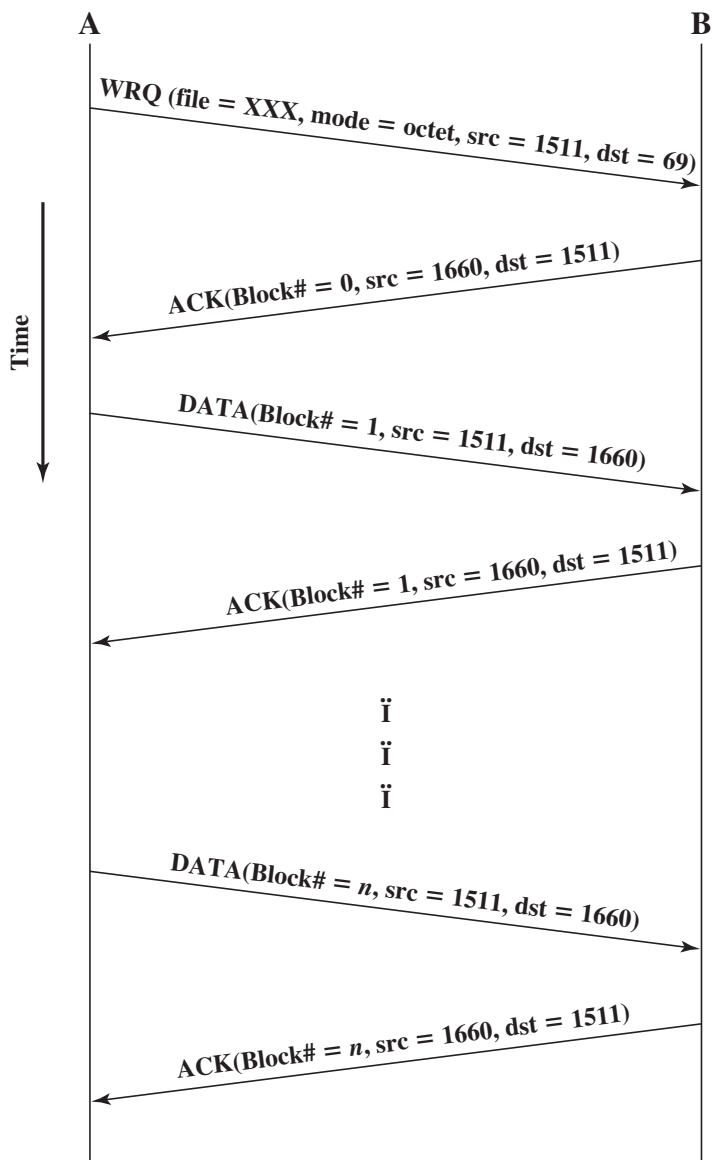 A
B
WRQ (file = XXX, mode = octet, src = 1511, dst = 69)
ACK(Block# = 0, src = 1660, dst = 1511)
Time
DATA(Block# = 1, src = 1511, dst = 1660)
ACK(Block# = 1, src = 1660, dst = 1511)
Ï
Ï
Ï
DATA(Block# = n, src = 1511, dst = 1660)
ACK(Block# = n, src = 1660, dst = 1511)